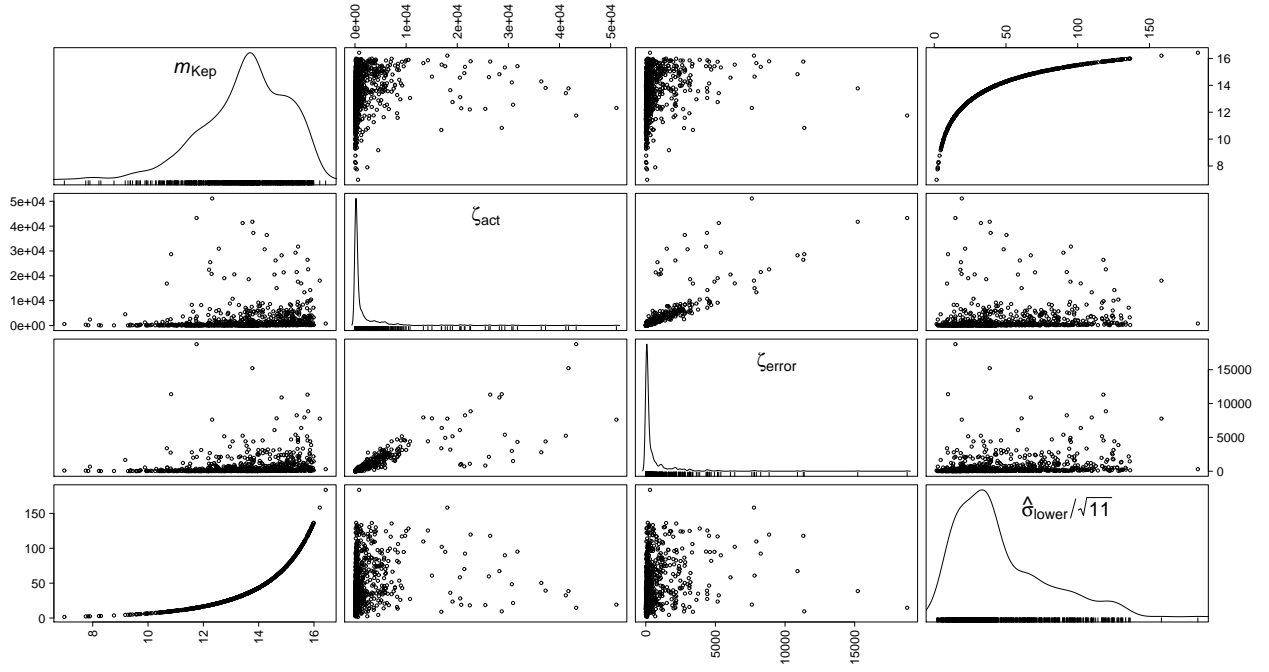 0e+00 1e+04 2e+04 3e+04 4e+04 5e+04
0 50 100 150
m_Kep
16
14
12
10
8
ζ_act
5e+04
4e+04
3e+04
2e+04
1e+04
0e+00
ζ_error
15000
10000
5000
0
σ̂_lower/√11
150
100
50
0
8 10 12 14 16
0 5000 10000 15000